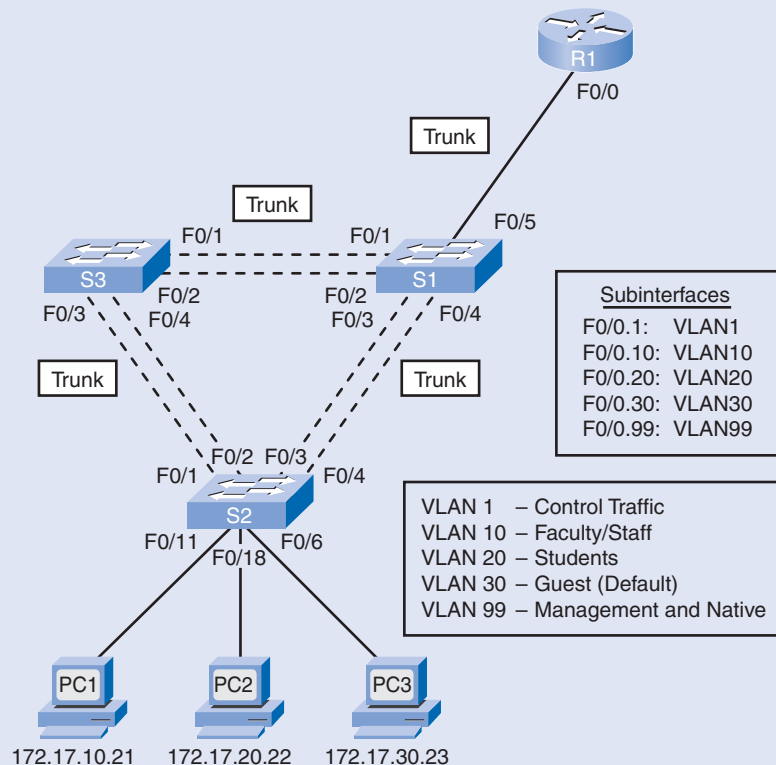 R1
F0/0
Trunk
Trunk
F0/1
F0/1
F0/5
S3
S1
F0/2
F0/2
F0/3
F0/4
F0/3
F0/4
Trunk
Trunk
Subinterfaces
F0/0.1: VLAN1
F0/0.10: VLAN10
F0/0.20: VLAN20
F0/0.30: VLAN30
F0/0.99: VLAN99
F0/2
F0/3
F0/1
F0/4
S2
F0/11
F0/18
F0/6
VLAN 1 – Control Traffic
VLAN 10 – Faculty/Staff
VLAN 20 – Students
VLAN 30 – Guest (Default)
VLAN 99 – Management and Native
PC1
PC2
PC3
172.17.10.21
172.17.20.22
172.17.30.23